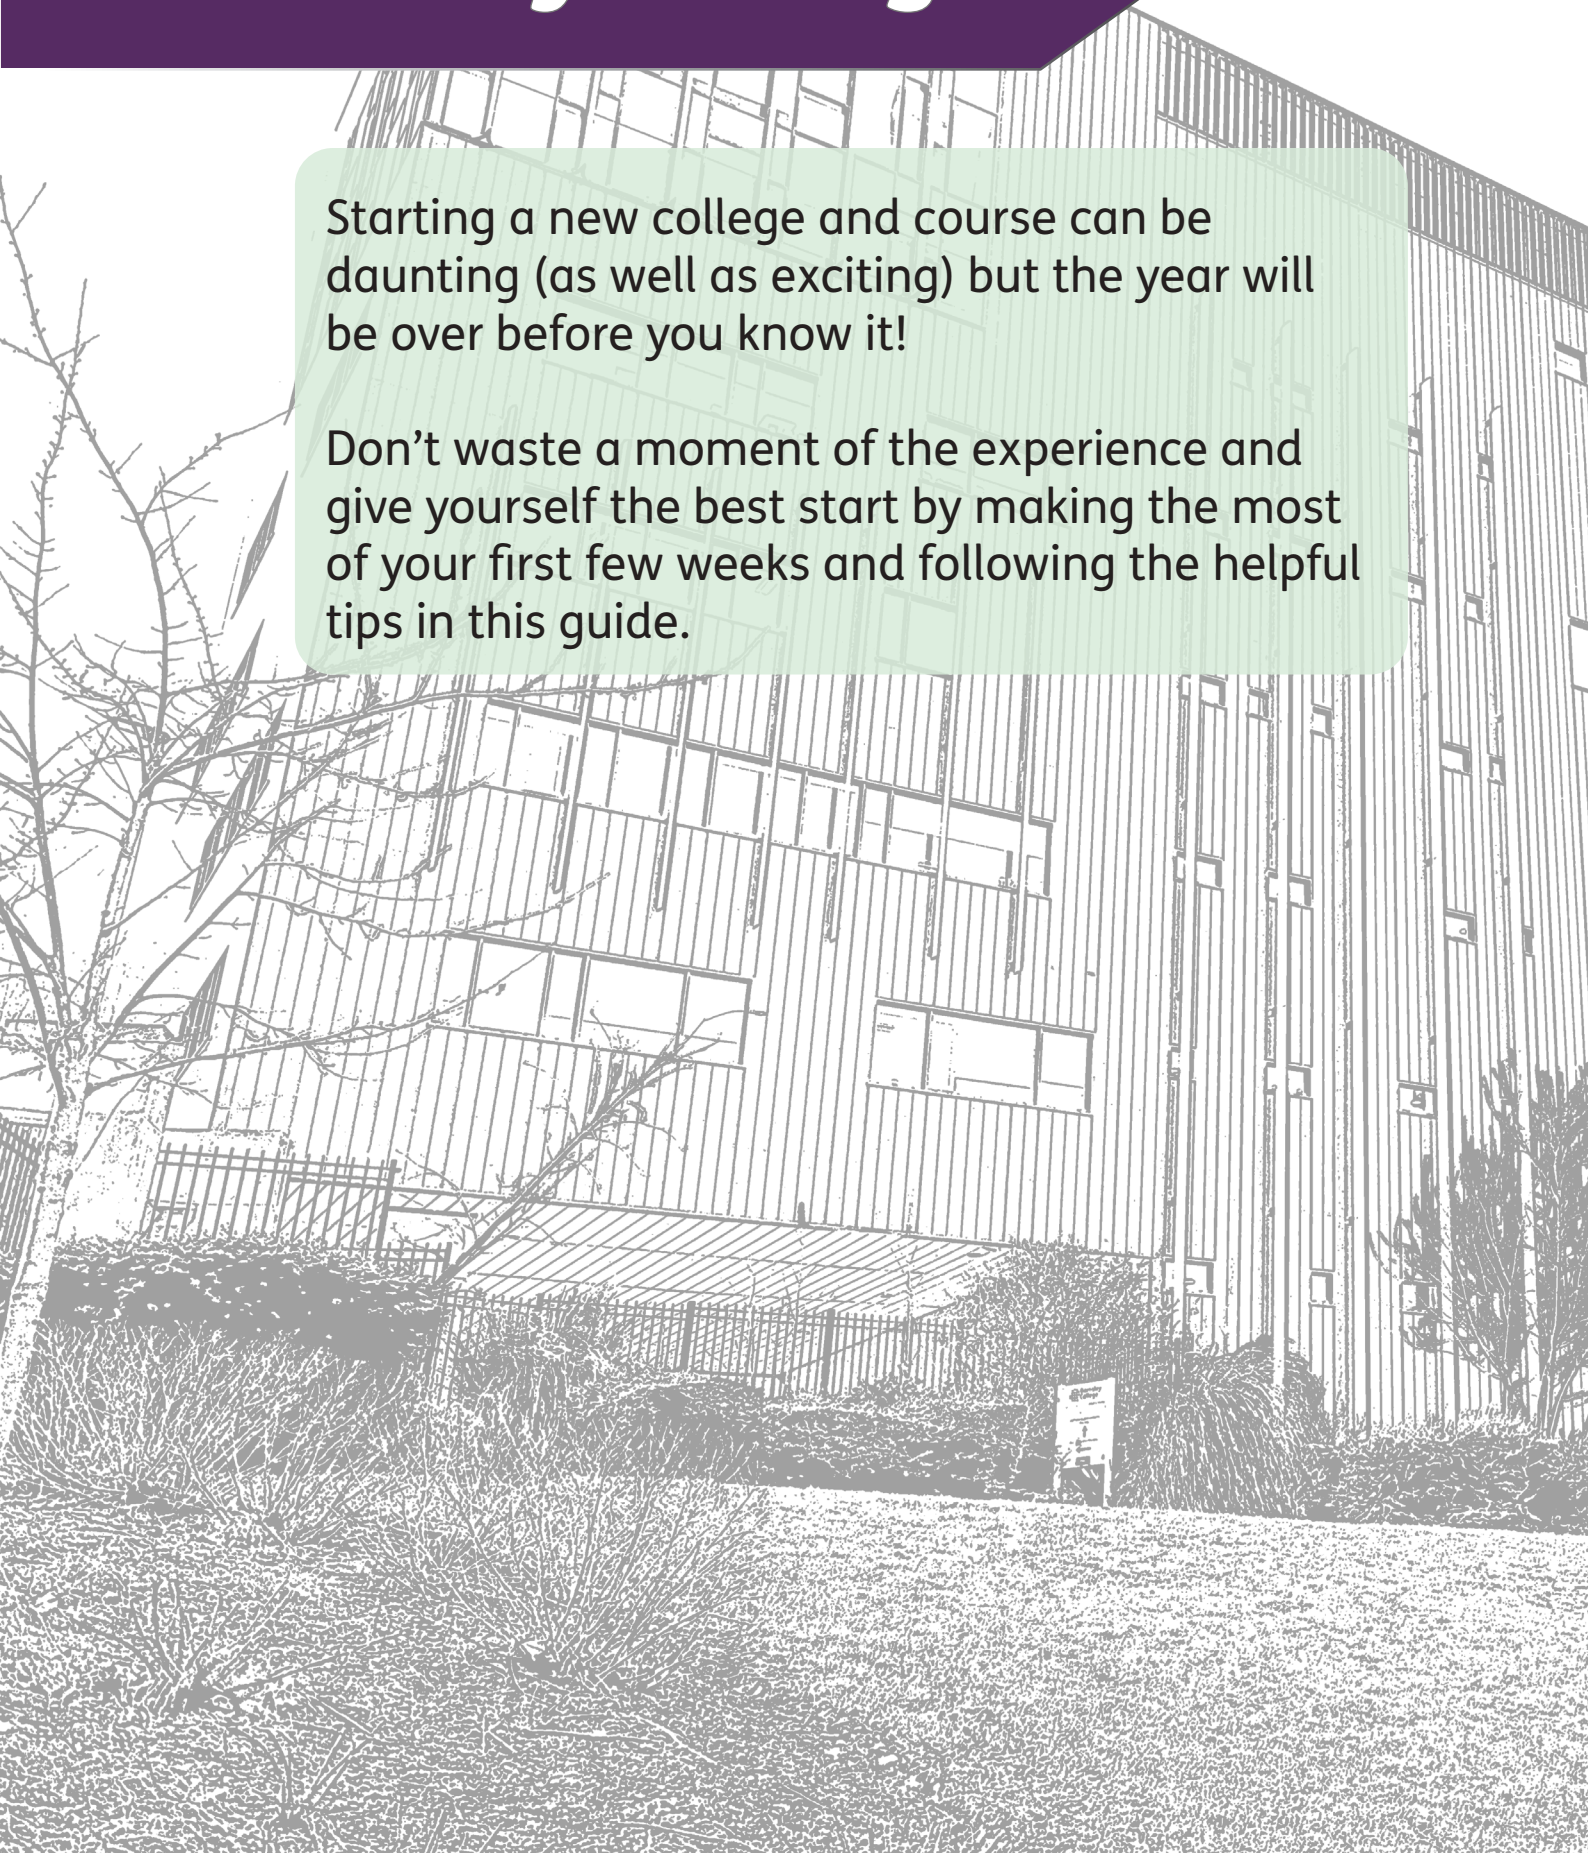 Starting a new college and course can be
daunting (as well as exciting) but the year will
be over before you know it!
Don’t waste a moment of the experience and
give yourself the best start by making the most
of your first few weeks and following the helpful
tips in this guide.